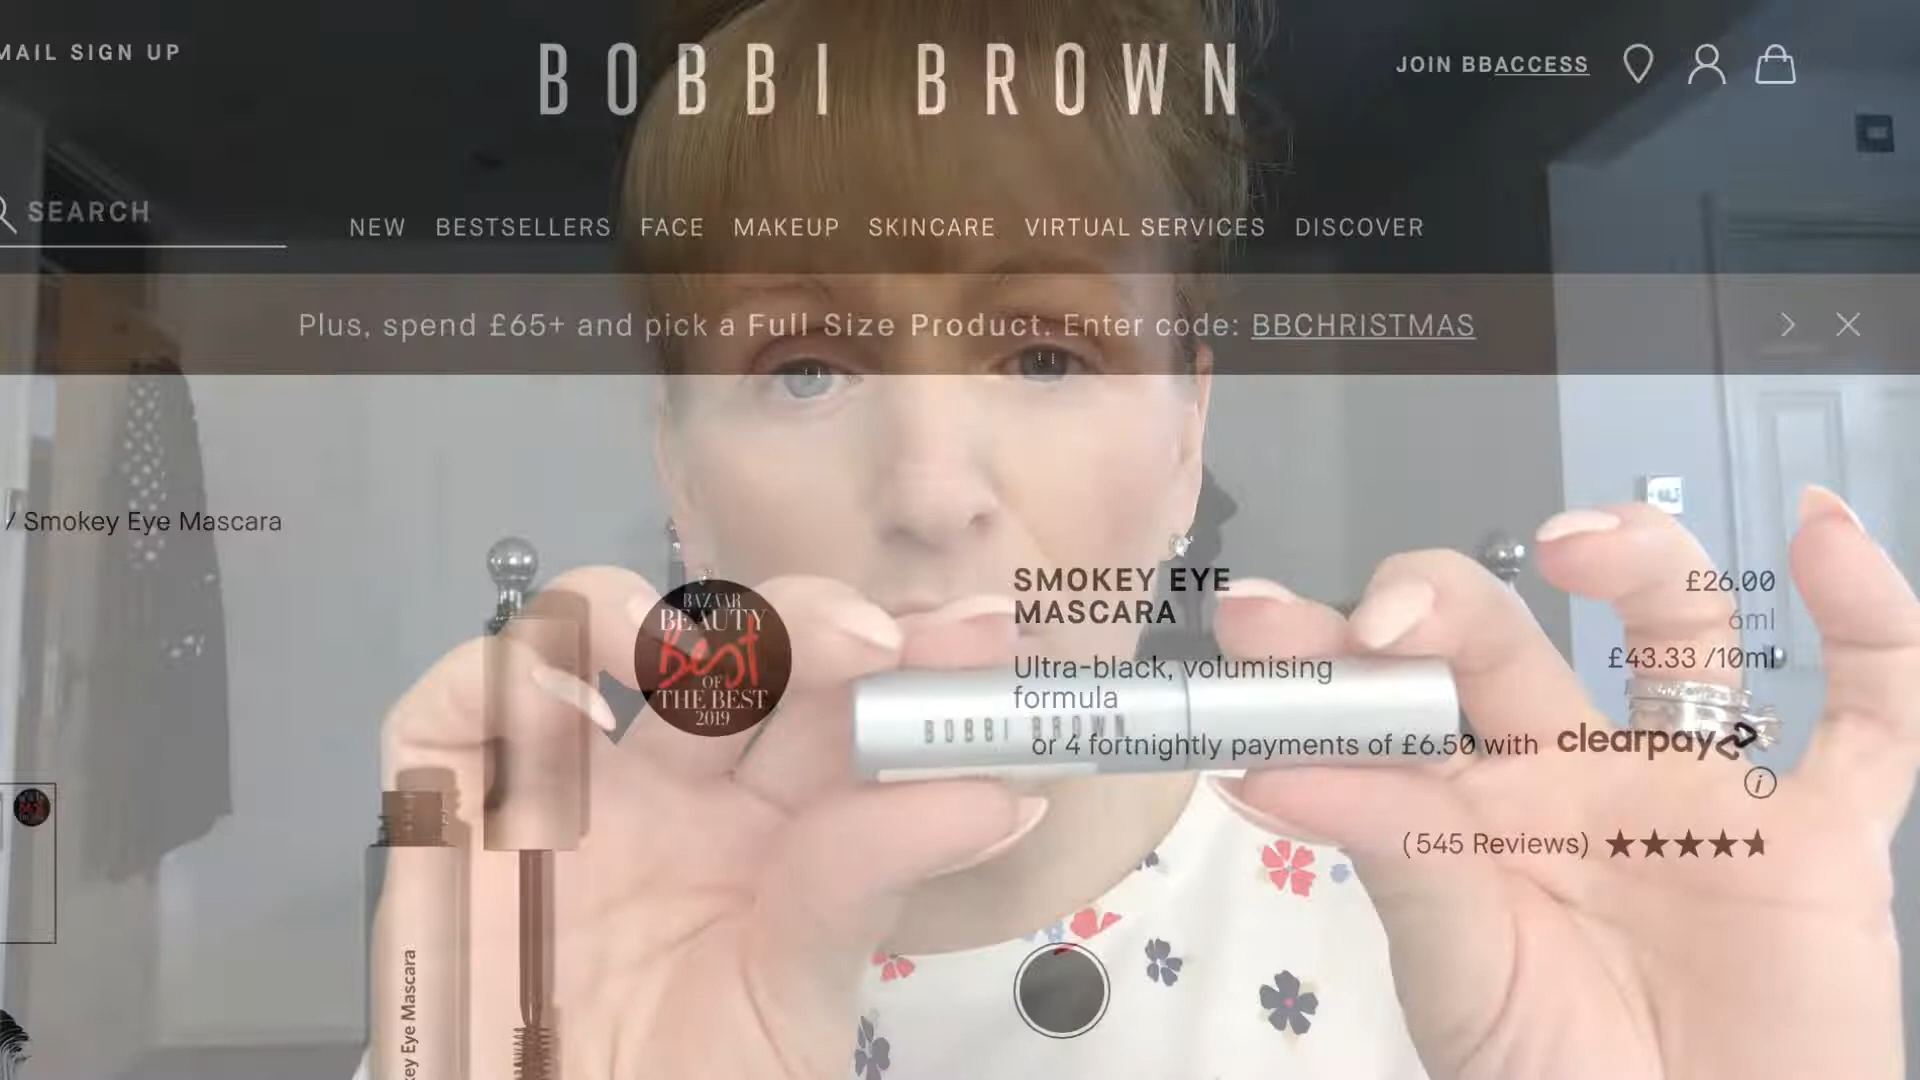 MAIL SIGN UP
BOBBI BROWN
JOIN BBACCESS
SEARCH
NEW BESTSELLERS FACE MAKEUP SKINCARE VIRTUAL SERVICES DISCOVER
Plus, spend £65+ and pick a Full Size Product. Enter code: BBCHRISTMAS
/ Smokey Eye Mascara
BAZAAR
BEAUTY
Best
OF
THE BEST
2019
SMOKEY EYE
MASCARA
£26.00
6ml
£43.33 /10ml
Ultra-black, volumising
formula
BOBBI BROWN
or 4 fortnightly payments of £6.50 with clearpay
i
(545 Reviews)
key Eye Mascara